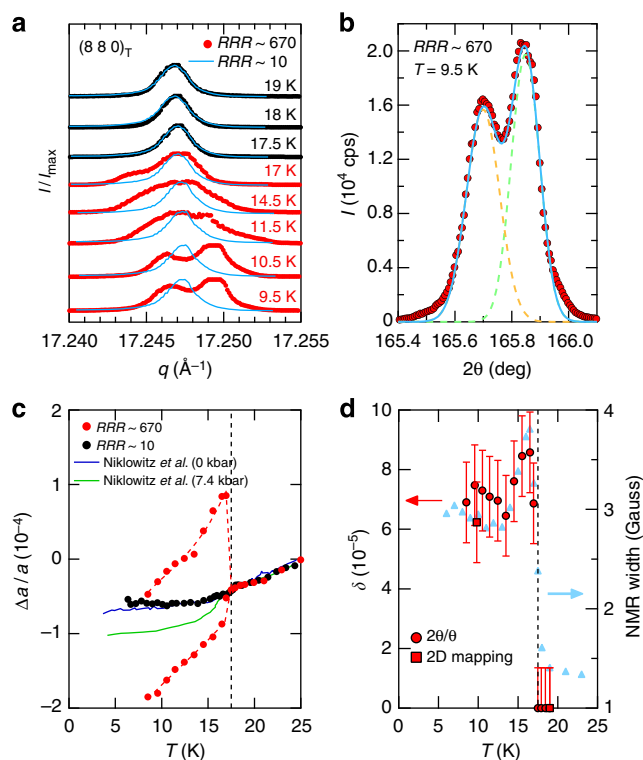 a
(8 8 0)T
RRR ~ 670
RRR ~ 10
19 K
18 K
17.5 K
17 K
14.5 K
11.5 K
10.5 K
9.5 K
I / Imax
17.240
17.245
17.250
17.255
q (Å−1)
b
RRR ~ 670
T = 9.5 K
2.0
1.6
1.2
0.8
0.4
0
I (10⁴ cps)
165.4
165.6
165.8
166.0
2θ (deg)
c
RRR ~ 670
RRR ~ 10
Niklowitz et al. (0 kbar)
Niklowitz et al. (7.4 kbar)
2
1
0
−1
−2
Δa / a (10⁻⁴)
0
5
10
15
20
25
T (K)
d
10
8
6
4
2
0
δ (10⁻⁵)
4
3
2
1
NMR width (Gauss)
2θ/θ
2D mapping
0
5
10
15
20
25
T (K)